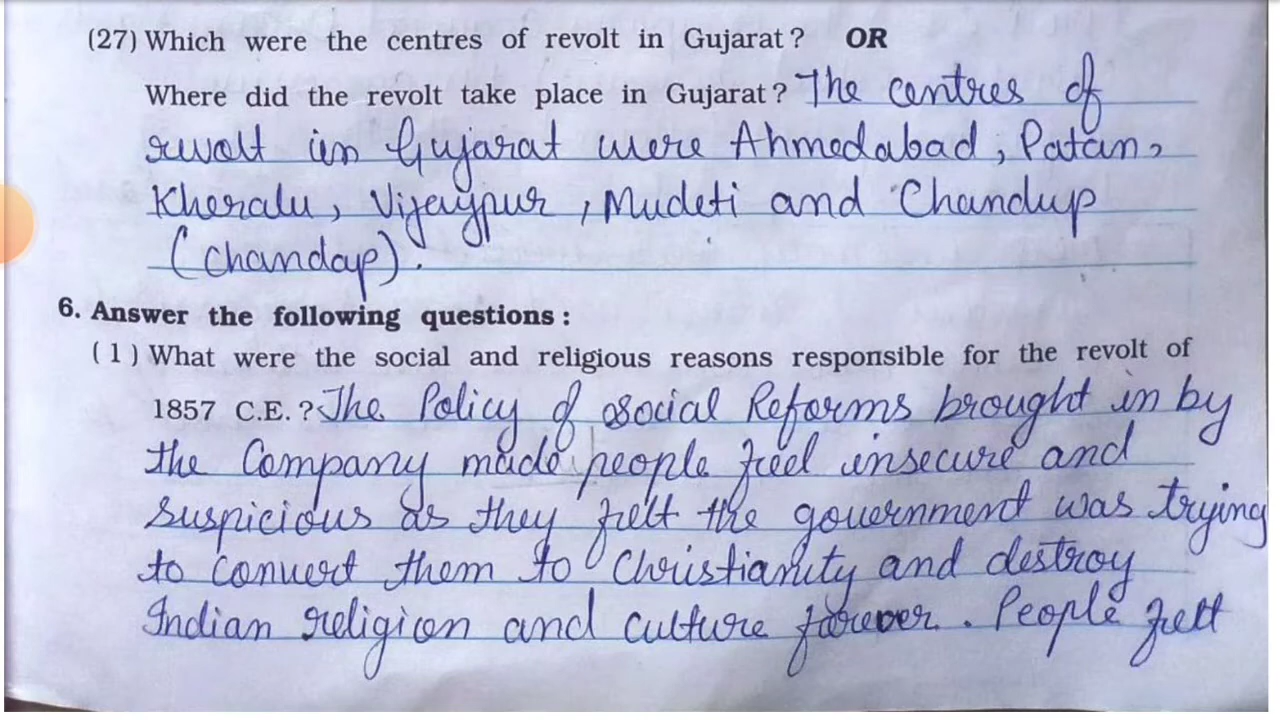 (27) Which were the centres of revolt in Gujarat? OR
Where did the revolt take place in Gujarat? The centres of
revolt in Gujarat were Ahmedabad, Patan,
Kheralu, Vijaypur, Mudeti and Chandup
(Chandap).
6. Answer the following questions :
( 1 ) What were the social and religious reasons responsible for the revolt of
1857 C.E. ? The Policy of social Reforms brought in by
the Company made people feel insecure and
suspicious as they felt the government was trying
to convert them to Christianity and destroy
Indian religion and culture forever. People felt